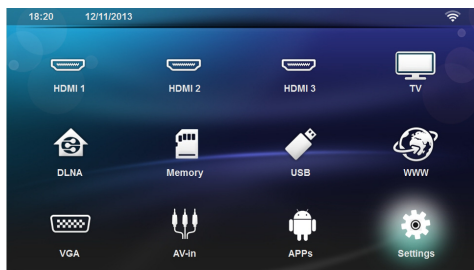 18:20 12/11/2013
HDMI 1 HDMI 2 HDMI 3 TV
DLNA Memory USB WWW
VGA AV-in APPs Settings